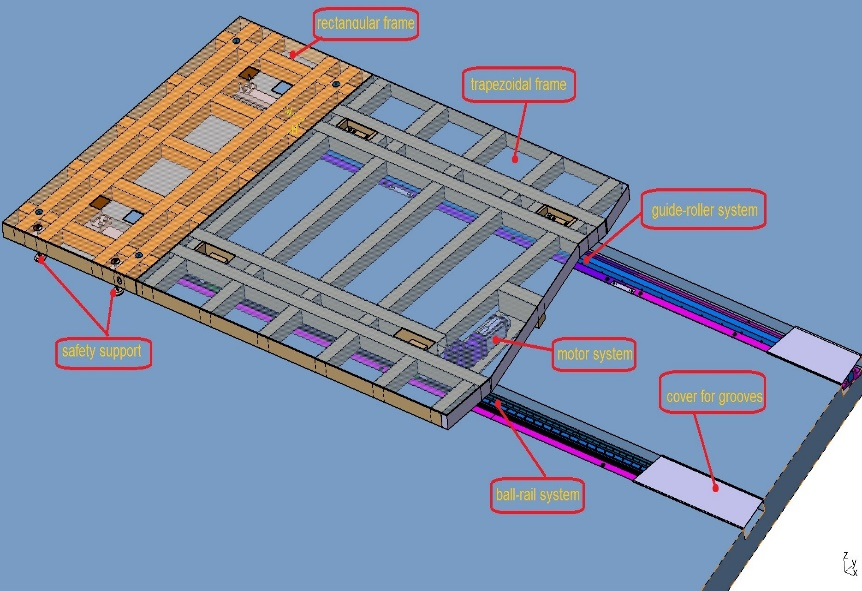 rectangular frame
trapezoidal frame
guide-roller system
safety support
motor system
cover for grooves
ball-rail system
z
y
x